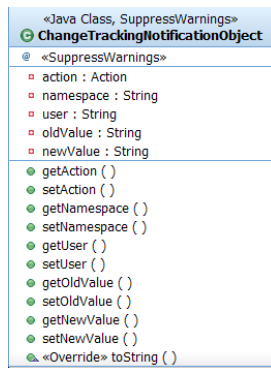 «Java Class, SuppressWarnings»
G ChangeTrackingNotificationObject
@ «SuppressWarnings»
action : Action
namespace : String
user : String
oldValue : String
newValue : String
getAction ( )
setAction ( )
getNamespace ( )
setNamespace ( )
getUser ( )
setUser ( )
getOldValue ( )
setOldValue ( )
getNewValue ( )
setNewValue ( )
«Override» toString ( )